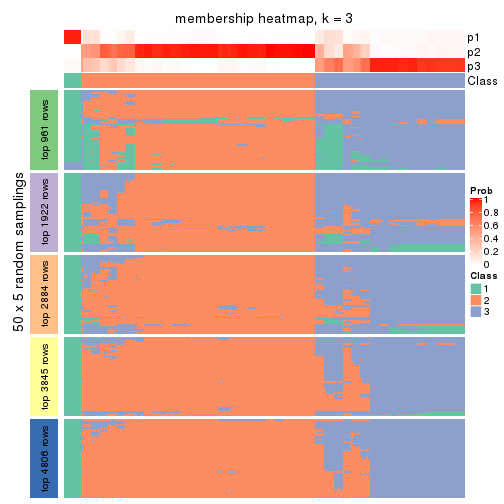 membership heatmap, k = 3
p1
p2
p3
Class
50 x 5 random samplings
top 961 rows
top 1922 rows
top 2884 rows
top 3845 rows
top 4806 rows
Prob
1
0.8
0.6
0.4
0.2
0
Class
1
2
3